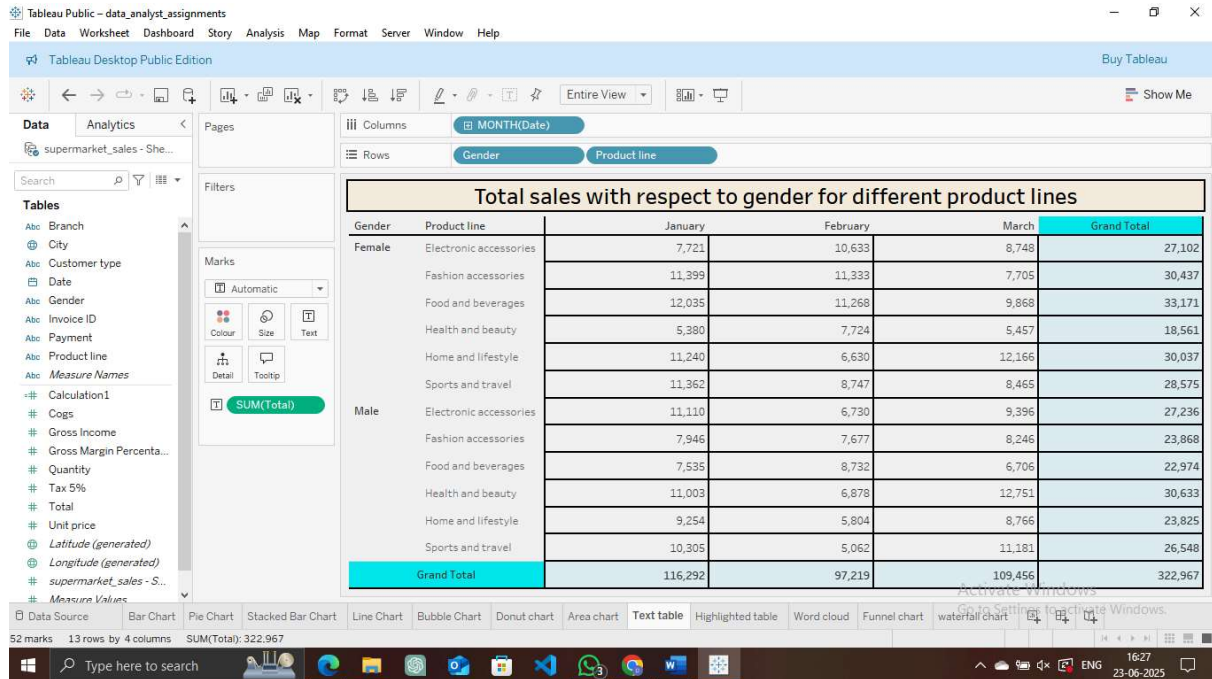 Tableau Public – data_analyst_assignments
File Data Worksheet Dashboard Story Analysis Map Format Server Window Help
Tableau Desktop Public Edition Buy Tableau
Entire View Show Me
Data Analytics
supermarket_sales - She...
Search
Tables
Abc Branch
City
Abc Customer type
Date
Abc Gender
Abc Invoice ID
Abc Payment
Abc Product line
Abc Measure Names
=# Calculation1
# Cogs
# Gross Income
# Gross Margin Percenta...
# Quantity
# Tax 5%
# Total
# Unit price
Latitude (generated)
Longitude (generated)
# supermarket_sales - S...
# Measure Values
Pages
Filters
Marks
T Automatic
Colour Size Text
Detail Tooltip
T SUM(Total)
Columns MONTH(Date)
Rows Gender Product line
Total sales with respect to gender for different product lines
Gender Product line January February March Grand Total
Female Electronic accessories 7,721 10,633 8,748 27,102
Fashion accessories 11,399 11,333 7,705 30,437
Food and beverages 12,035 11,268 9,868 33,171
Health and beauty 5,380 7,724 5,457 18,561
Home and lifestyle 11,240 6,630 12,166 30,037
Sports and travel 11,362 8,747 8,465 28,575
Male Electronic accessories 11,110 6,730 9,396 27,236
Fashion accessories 7,946 7,677 8,246 23,868
Food and beverages 7,535 8,732 6,706 22,974
Health and beauty 11,003 6,878 12,751 30,633
Home and lifestyle 9,254 5,804 8,766 23,825
Sports and travel 10,305 5,062 11,181 26,548
Grand Total 116,292 97,219 109,456 322,967
Activate Windows
Go to Settings to activate Windows.
Data Source Bar Chart Pie Chart Stacked Bar Chart Line Chart Bubble Chart Donut chart Area chart Text table Highlighted table Word cloud Funnel chart waterfall chart
52 marks 13 rows by 4 columns SUM(Total): 322,967
Type here to search
3
ENG
16:27
23-06-2025